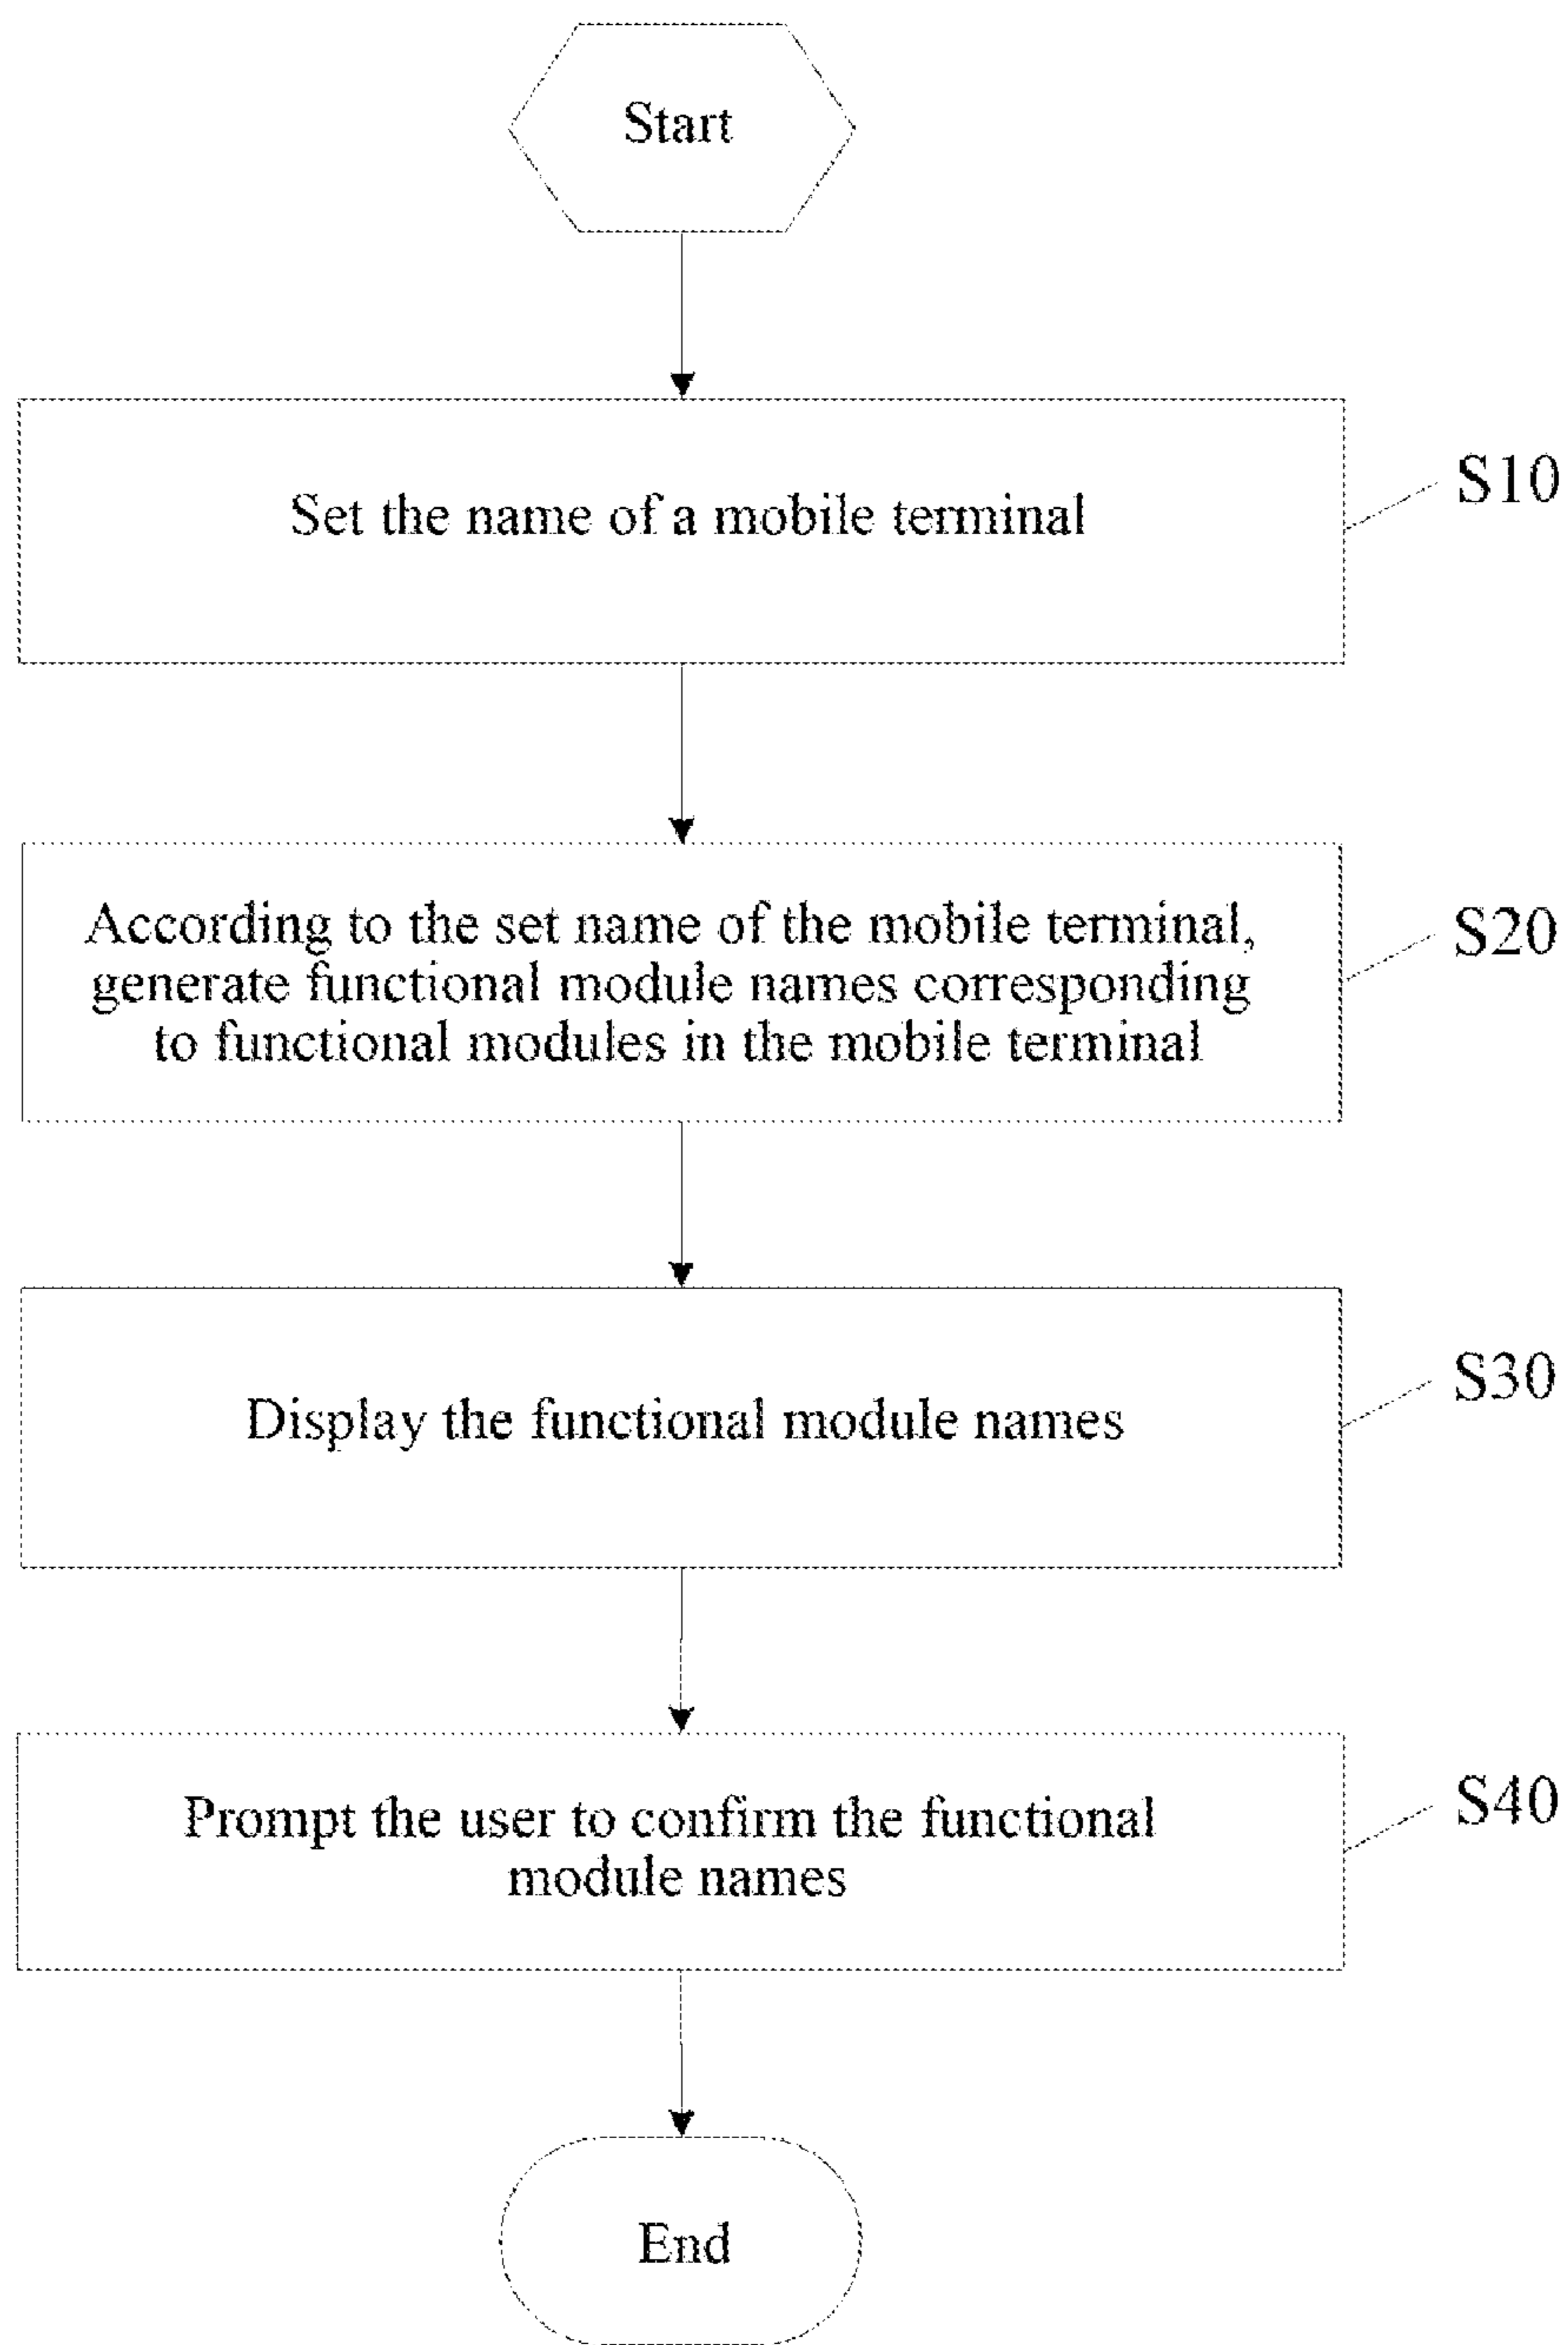 Start
Set the name of a mobile terminal
S10
According to the set name of the mobile terminal,
generate functional module names corresponding
to functional modules in the mobile terminal
S20
Display the functional module names
S30
Prompt the user to confirm the functional
module names
S40
End